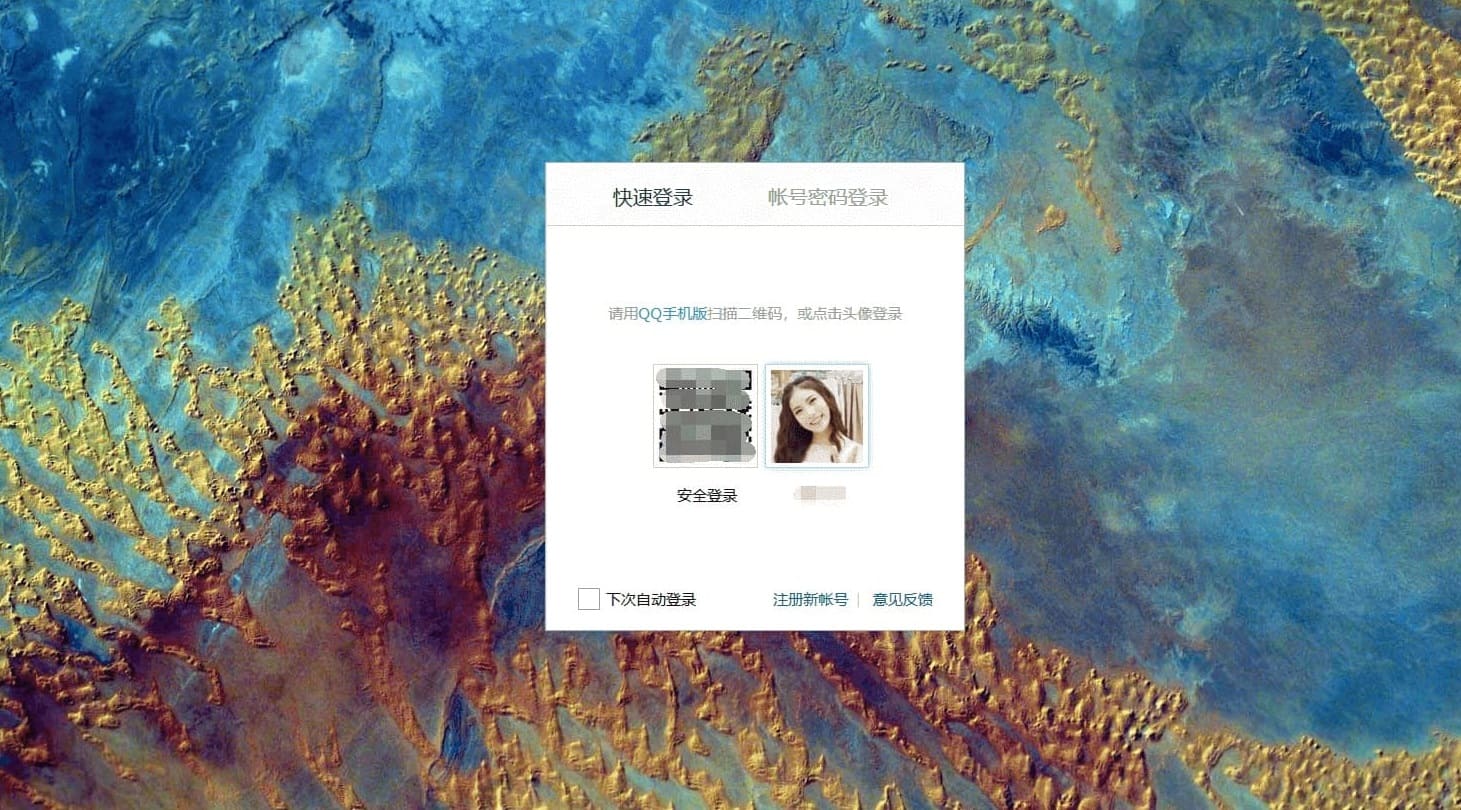 快速登录 帐号密码登录
请用QQ手机版扫描二维码，或点击头像登录
安全登录
下次自动登录 注册新帐号 | 意见反馈